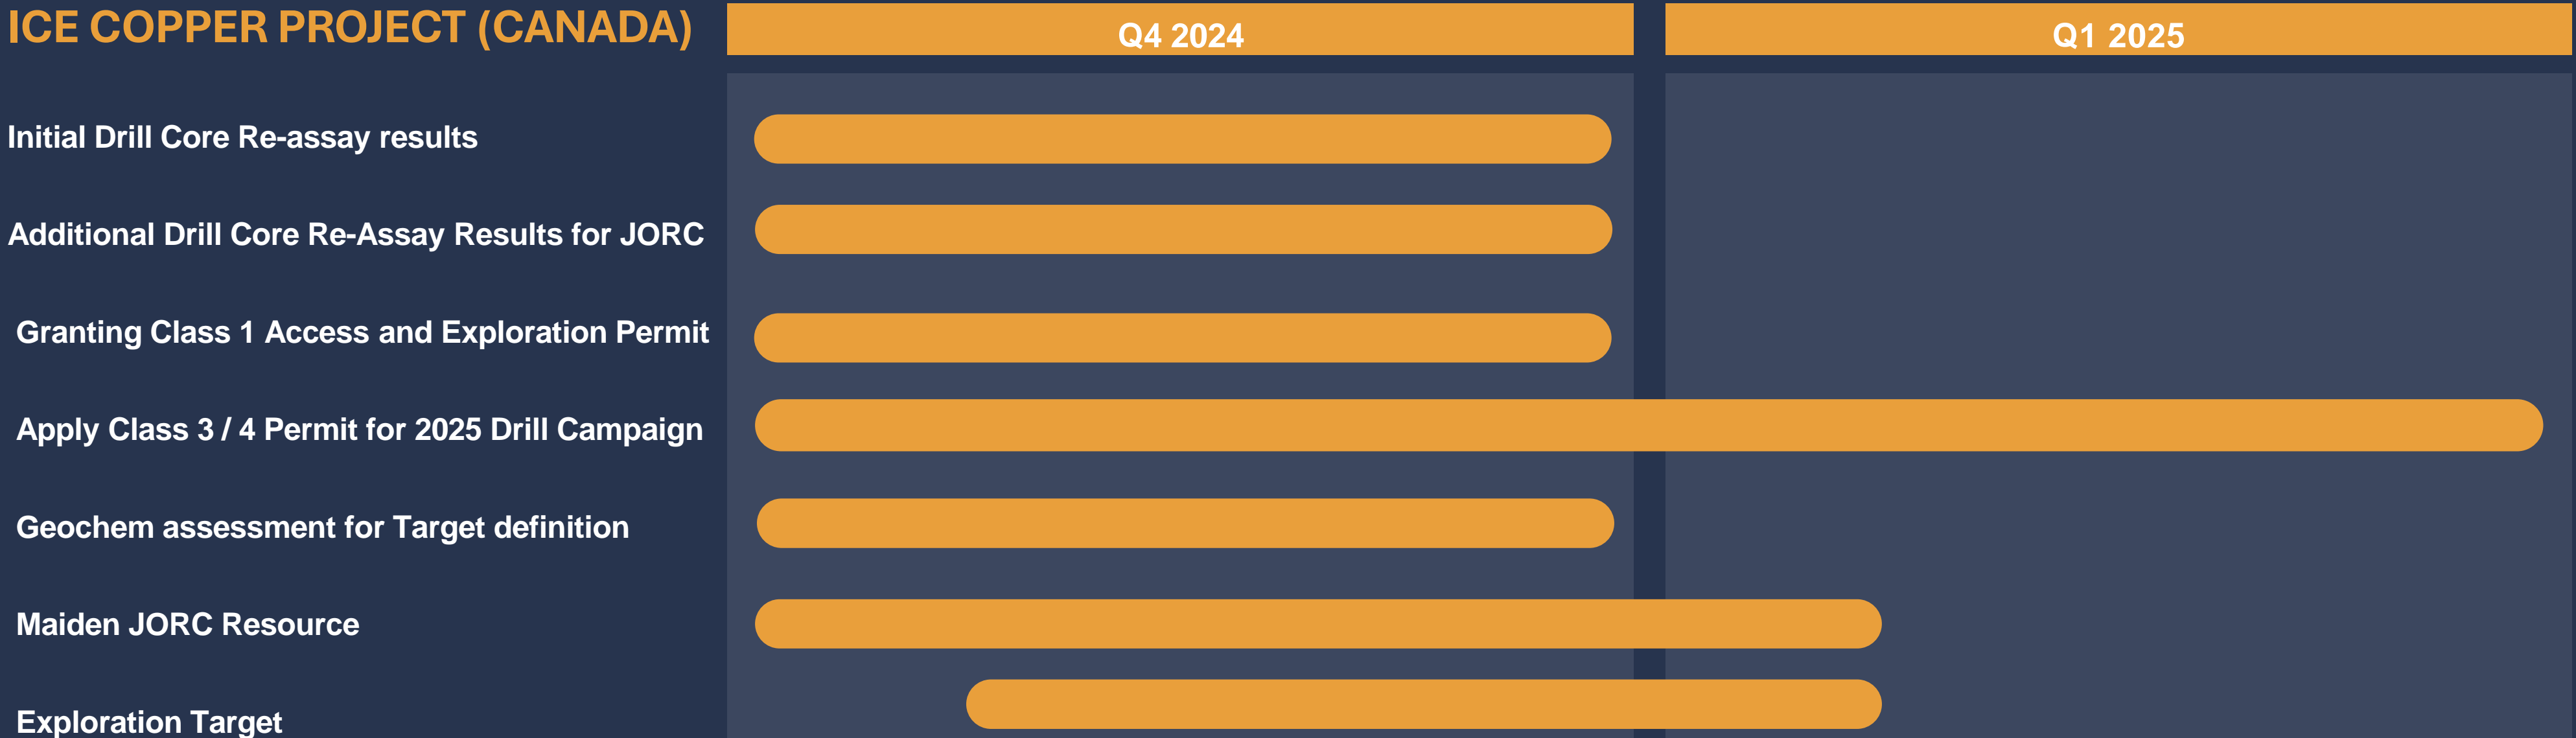 ICE COPPER PROJECT (CANADA)
Q4 2024
Q1 2025
Initial Drill Core Re-assay results
Additional Drill Core Re-Assay Results for JORC
Granting Class 1 Access and Exploration Permit
Apply Class 3 / 4 Permit for 2025 Drill Campaign
Geochem assessment for Target definition
Maiden JORC Resource
Exploration Target